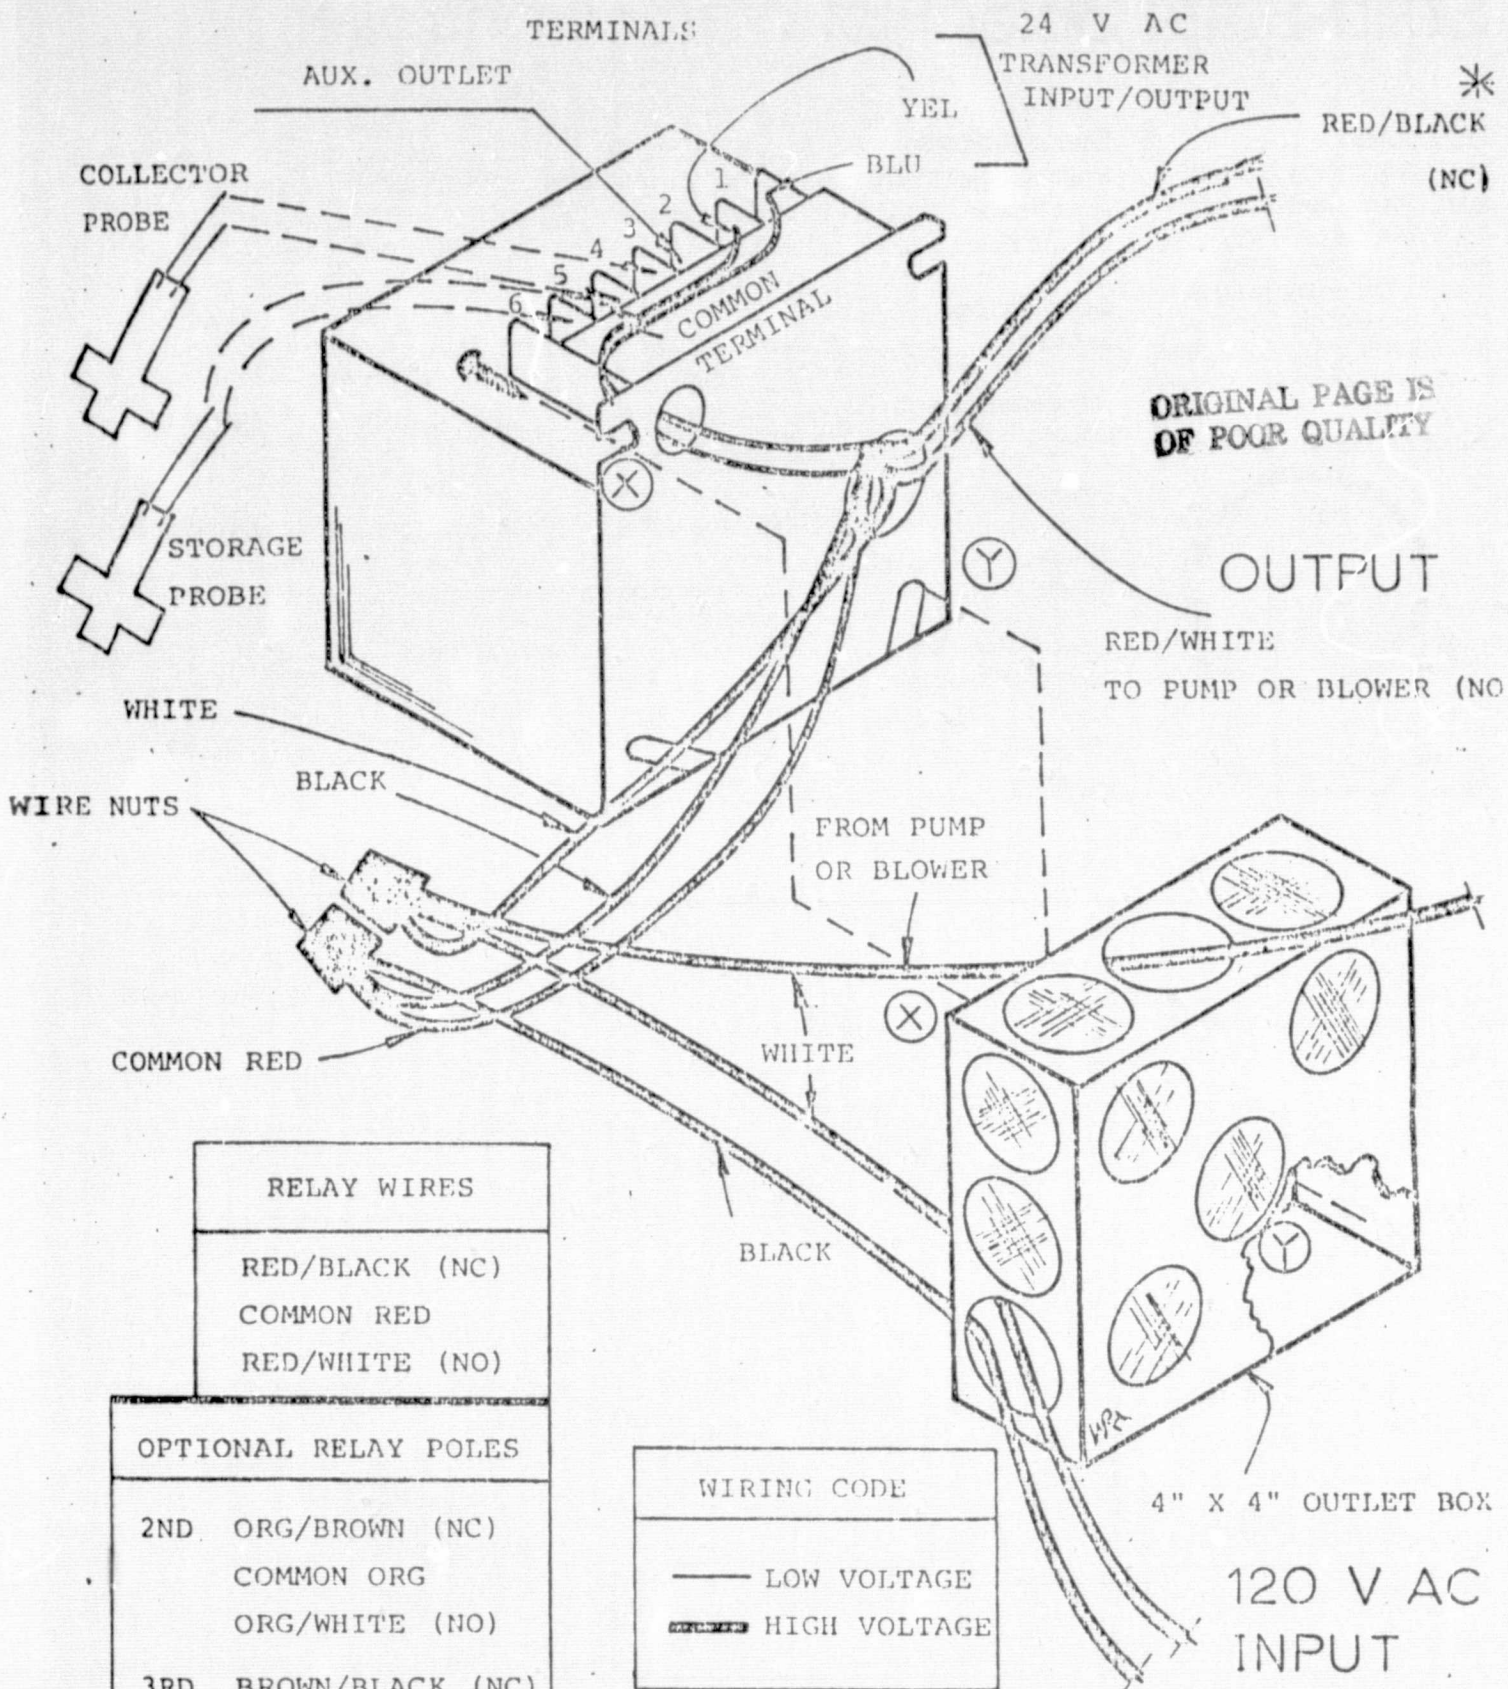 TERMINALS
AUX. OUTLET
24 V AC
TRANSFORMER
INPUT/OUTPUT
YEL
BLU
*
RED/BLACK
(NC)
COLLECTOR
PROBE
1
2
3
4
5
6
COMMON
TERMINAL
ORIGINAL PAGE IS
OF POOR QUALITY
X
Y
STORAGE
PROBE
OUTPUT
RED/WHITE
TO PUMP OR BLOWER (NO
WHITE
BLACK
WIRE NUTS
FROM PUMP
OR BLOWER
X
WHITE
COMMON RED
BLACK
Y
RELAY WIRES
RED/BLACK (NC)
COMMON RED
RED/WHITE (NO)
OPTIONAL RELAY POLES
2ND ORG/BROWN (NC)
COMMON ORG
ORG/WHITE (NO)
3RD BROWN/BLACK (NC)
WIRING CODE
LOW VOLTAGE
HIGH VOLTAGE
4" X 4" OUTLET BOX
120 V AC
INPUT